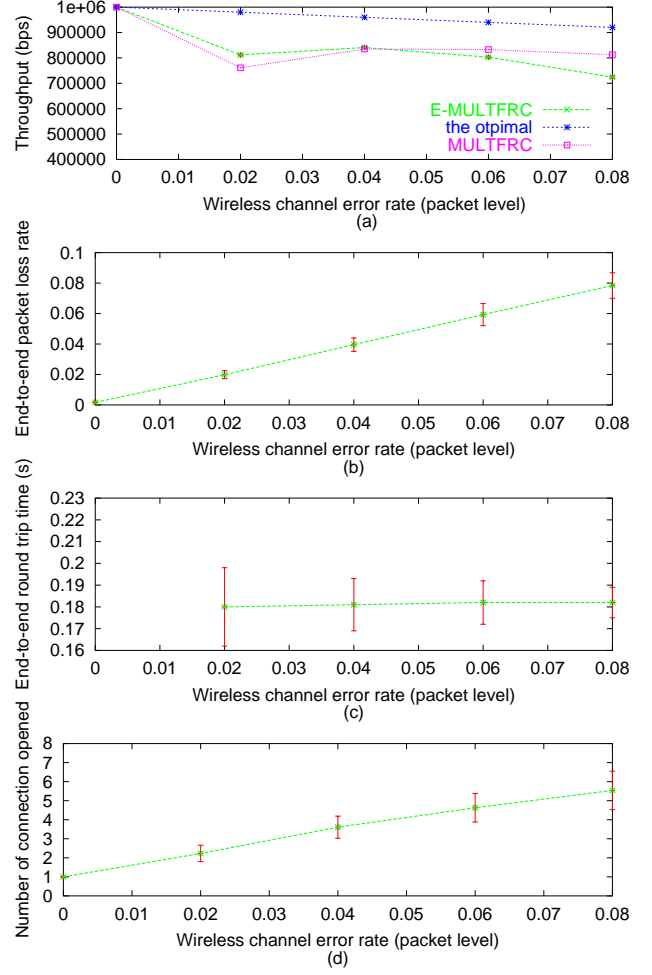 1e+06
900000
800000
700000
600000
500000
400000
Throughput (bps)
E-MULTFRC
the otpimal
MULTFRC
0 0.01 0.02 0.03 0.04 0.05 0.06 0.07 0.08
Wireless channel error rate (packet level)
(a)
0.1
0.08
0.06
0.04
0.02
0
End-to-end packet loss rate
0 0.01 0.02 0.03 0.04 0.05 0.06 0.07 0.08
Wireless channel error rate (packet level)
(b)
0.23
0.22
0.21
0.2
0.19
0.18
0.17
0.16
End-to-end round trip time (s)
0 0.01 0.02 0.03 0.04 0.05 0.06 0.07 0.08
Wireless channel error rate (packet level)
(c)
8
7
6
5
4
3
2
1
0
Number of connection opened
0 0.01 0.02 0.03 0.04 0.05 0.06 0.07 0.08
Wireless channel error rate (packet level)
(d)